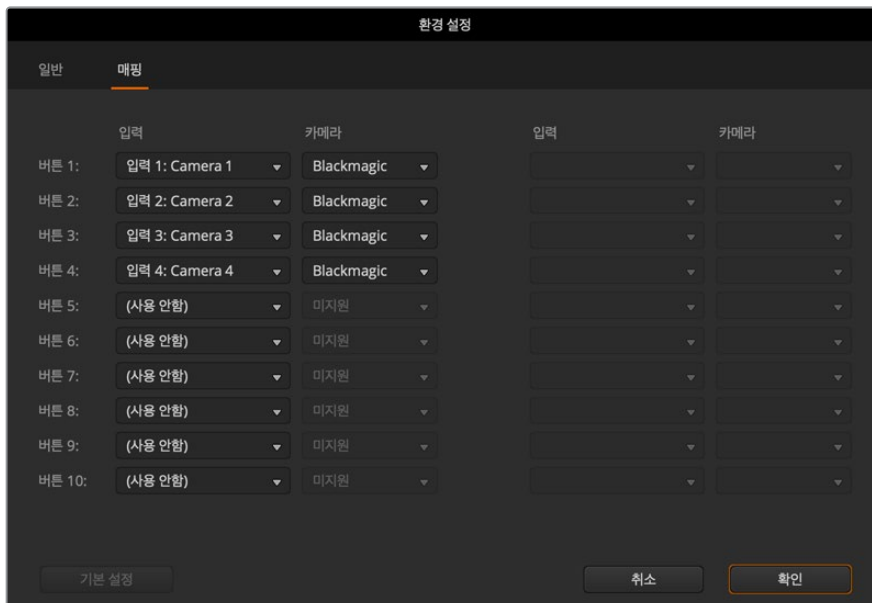 환경 설정
일반 매핑
입력 카메라 입력 카메라
버튼 1: 입력 1: Camera 1 Blackmagic
버튼 2: 입력 2: Camera 2 Blackmagic
버튼 3: 입력 3: Camera 3 Blackmagic
버튼 4: 입력 4: Camera 4 Blackmagic
버튼 5: (사용 안함) 미지원
버튼 6: (사용 안함) 미지원
버튼 7: (사용 안함) 미지원
버튼 8: (사용 안함) 미지원
버튼 9: (사용 안함) 미지원
버튼 10: (사용 안함) 미지원
기본 설정 취소 확인